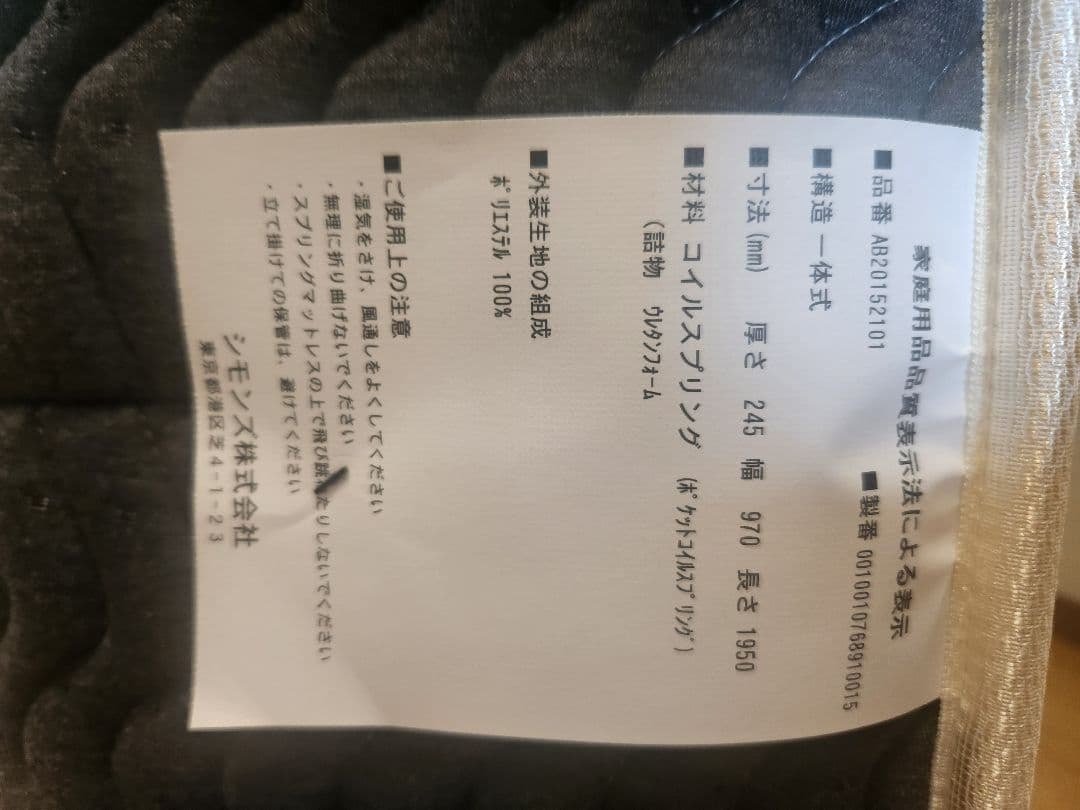 家庭用品品質表示法による表示
■品番 AB20152101 ■製番 0010010768910015
■構造 一体式
■寸法(mm) 厚さ 245 幅 970 長さ 1950
■材料 コイルスプリング (ﾎﾟｹｯﾄｺｲﾙｽﾌﾟﾘﾝｸﾞ)
(詰物 ｳﾚﾀﾝﾌｫｰﾑ
■外装生地の組成
ﾎﾟﾘｴｽﾃﾙ 100%
■ご使用上の注意
・湿気をさけ、風通しをよくしてください
・無理に折り曲げないでください
・スプリングマットレスの上で飛び跳ねたりしないでください
・立て掛けての保管は、避けてください
シモンズ株式会社
東京都港区芝4-1-23